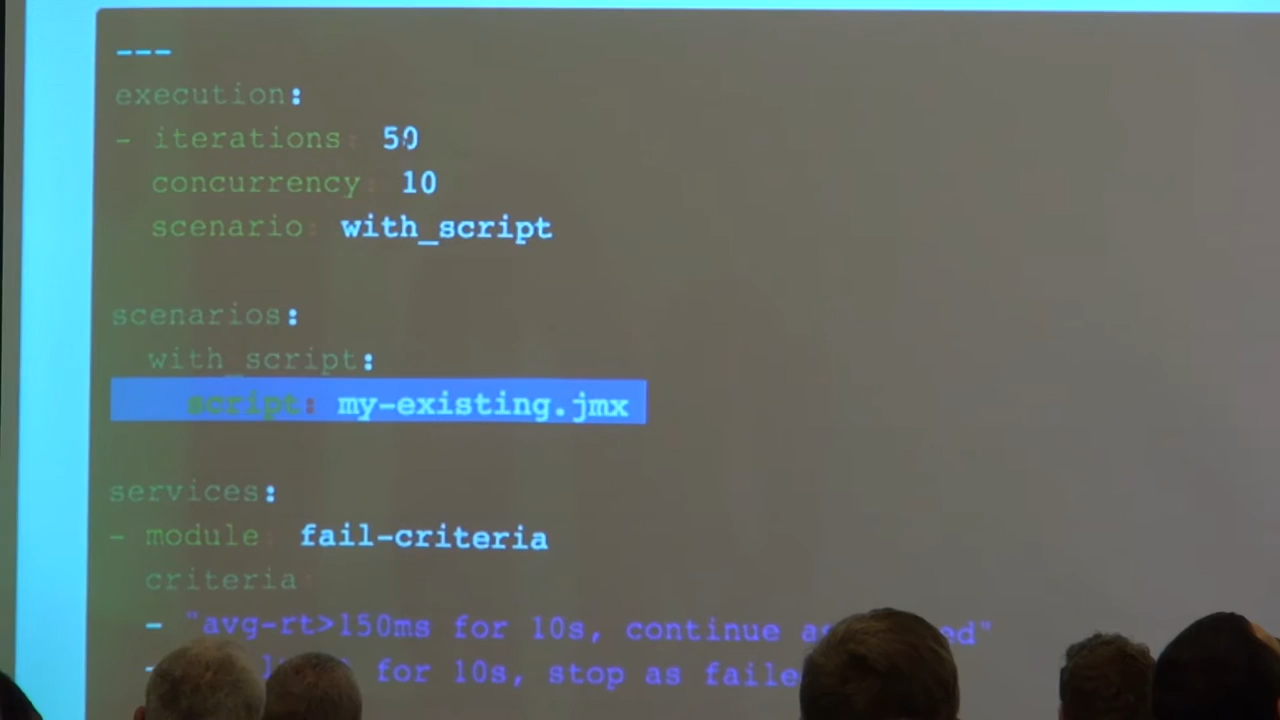 ---
execution:
- iterations: 50
concurrency: 10
scenario: with_script
scenarios:
with_script:
script: my-existing.jmx
services:
- module: fail-criteria
criteria:
- "avg-rt>150ms for 10s, continue as
- for 10s, stop as